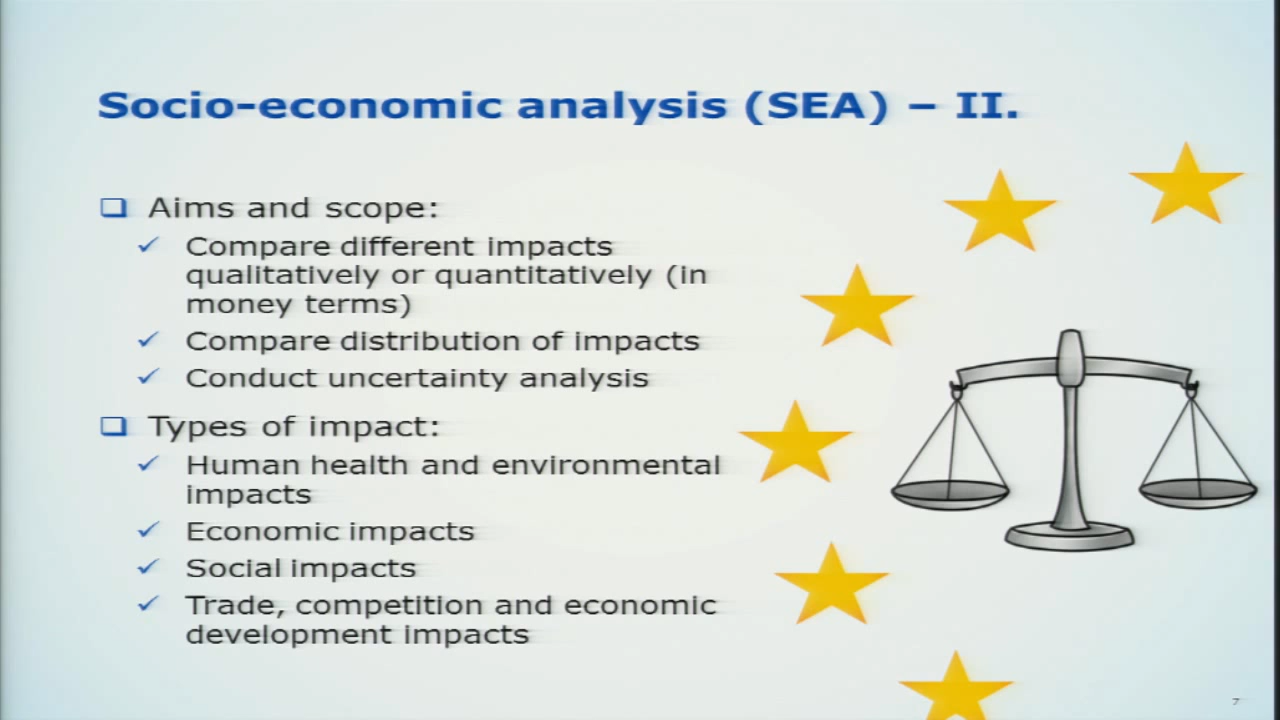 Socio-economic analysis (SEA) – II.
Aims and scope:
Compare different impacts
qualitatively or quantitatively (in
money terms)
Compare distribution of impacts
Conduct uncertainty analysis
Types of impact:
Human health and environmental
impacts
Economic impacts
Social impacts
Trade, competition and economic
development impacts
7